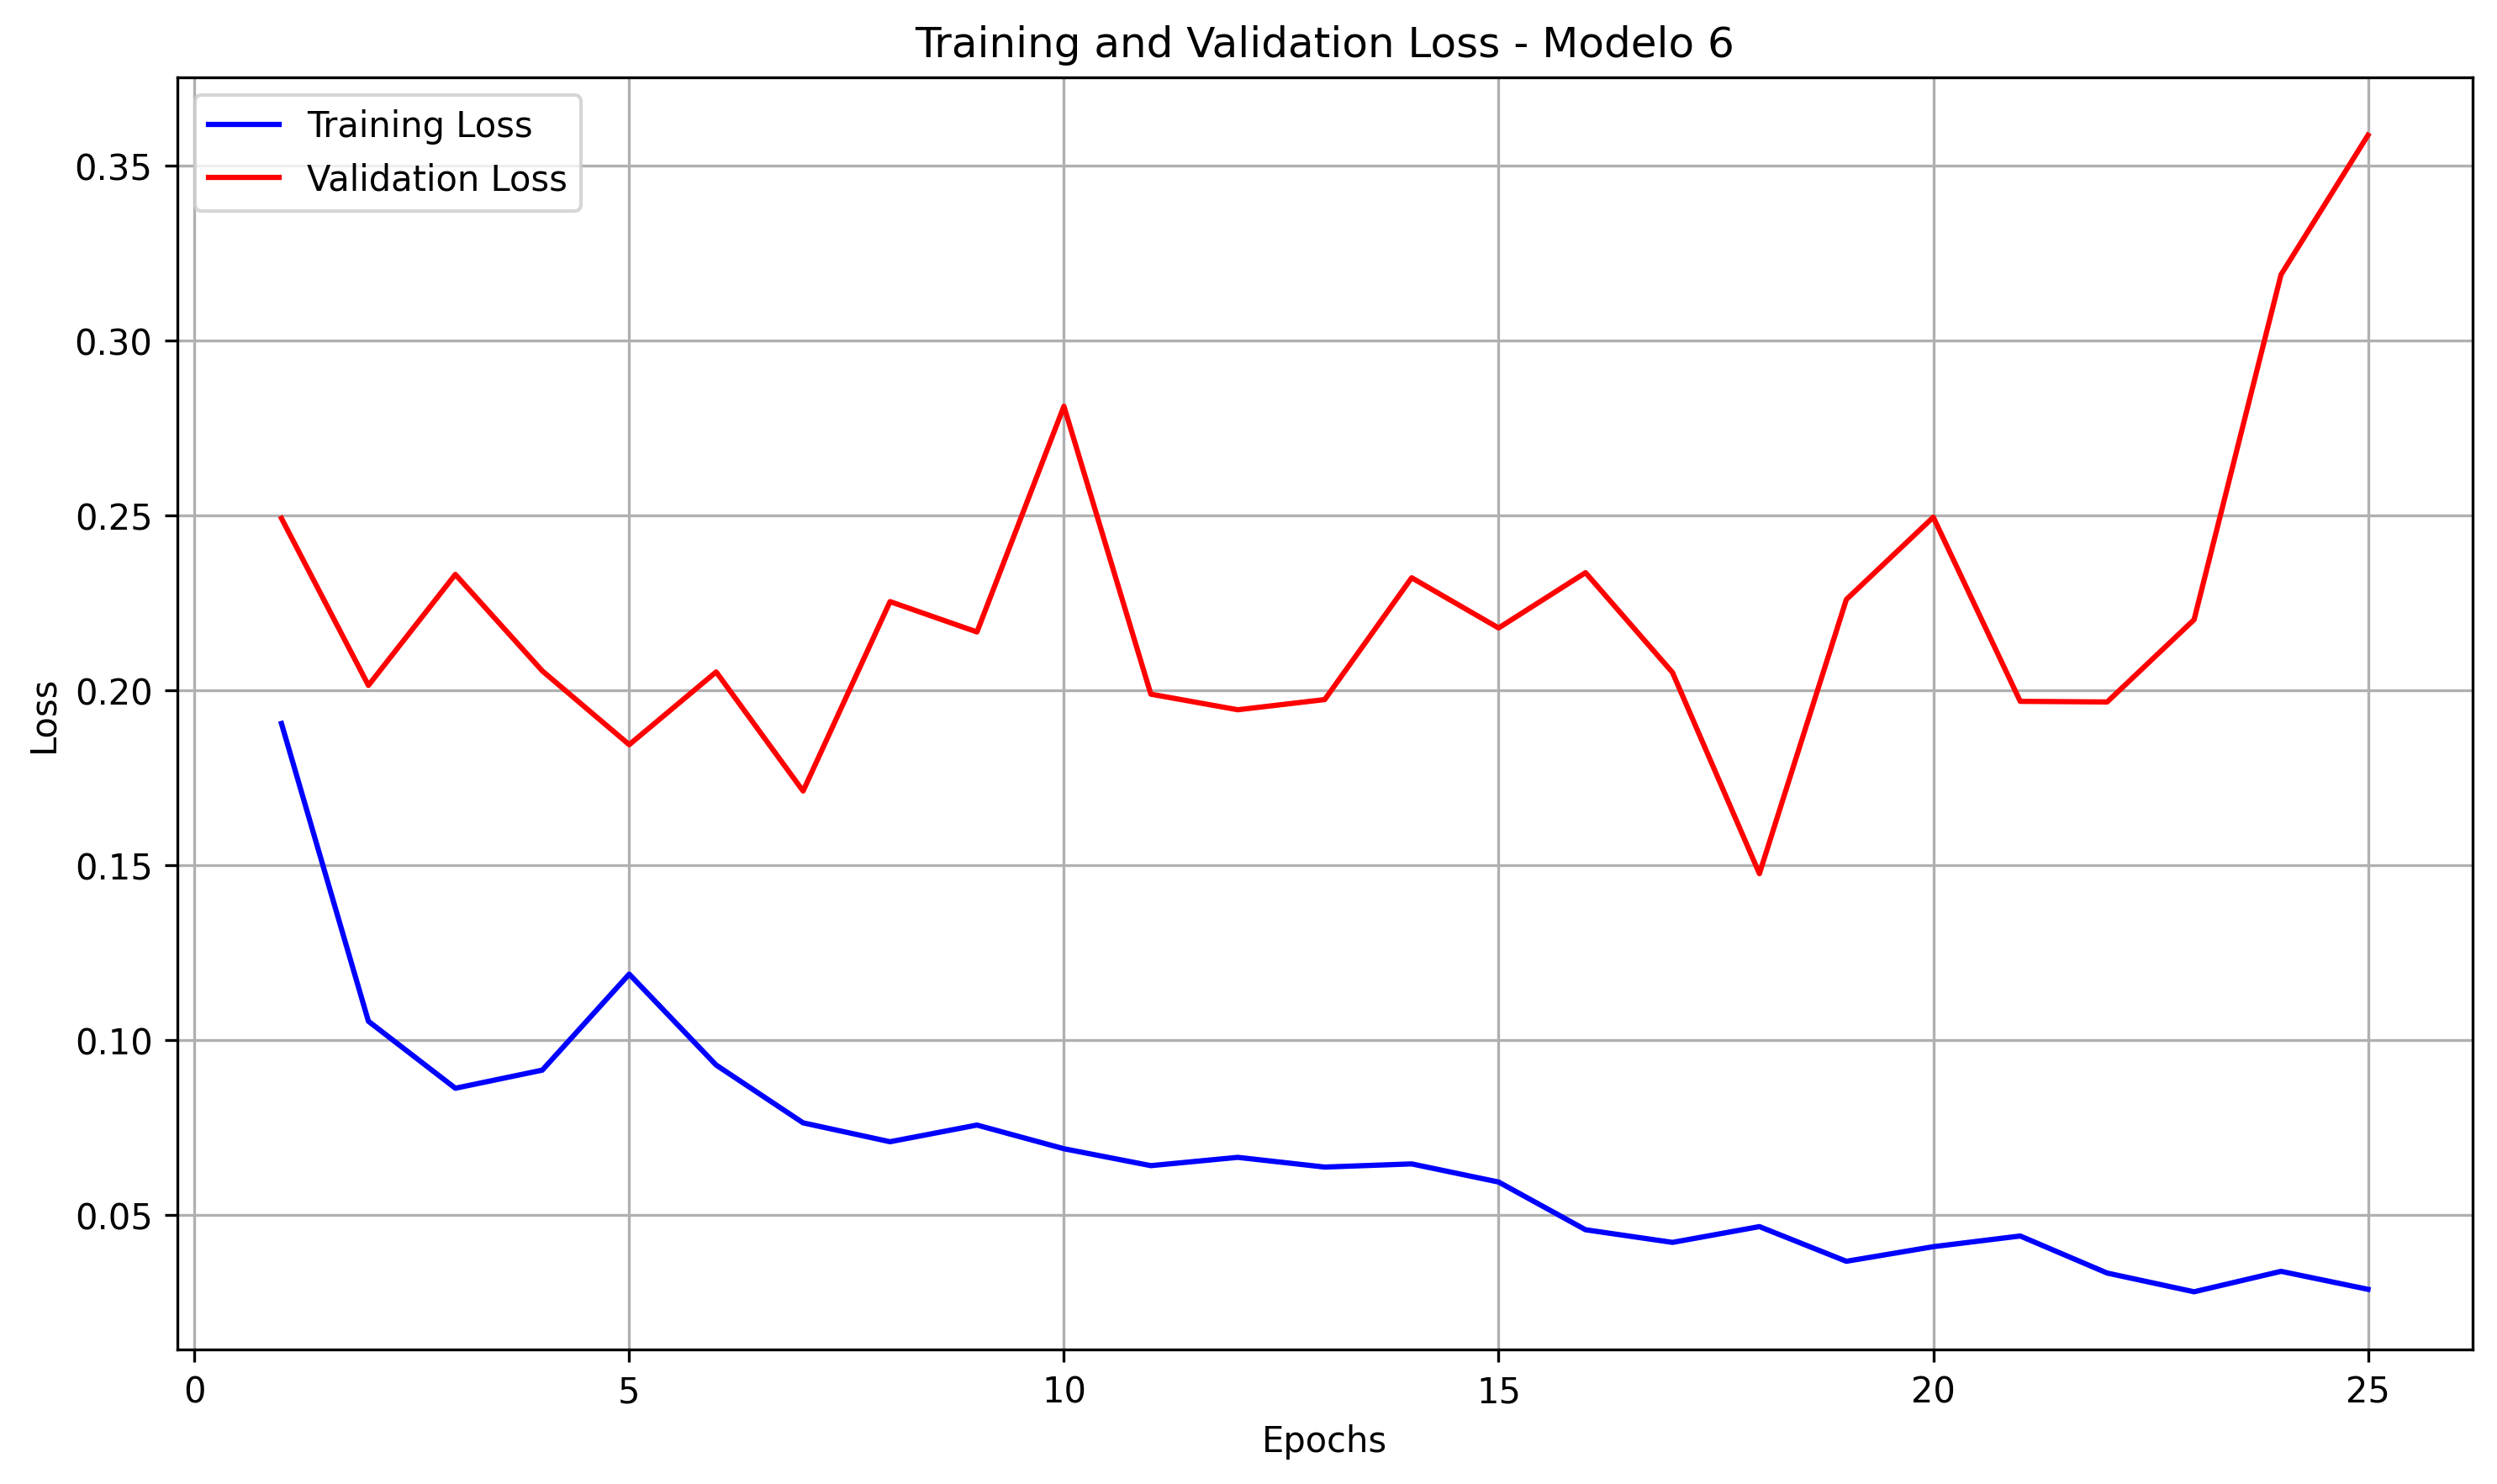 Training and Validation Loss - Modelo 6
Training Loss
Validation Loss
0.35
0.30
0.25
0.20
0.15
0.10
0.05
Loss
0 5 10 15 20 25
Epochs